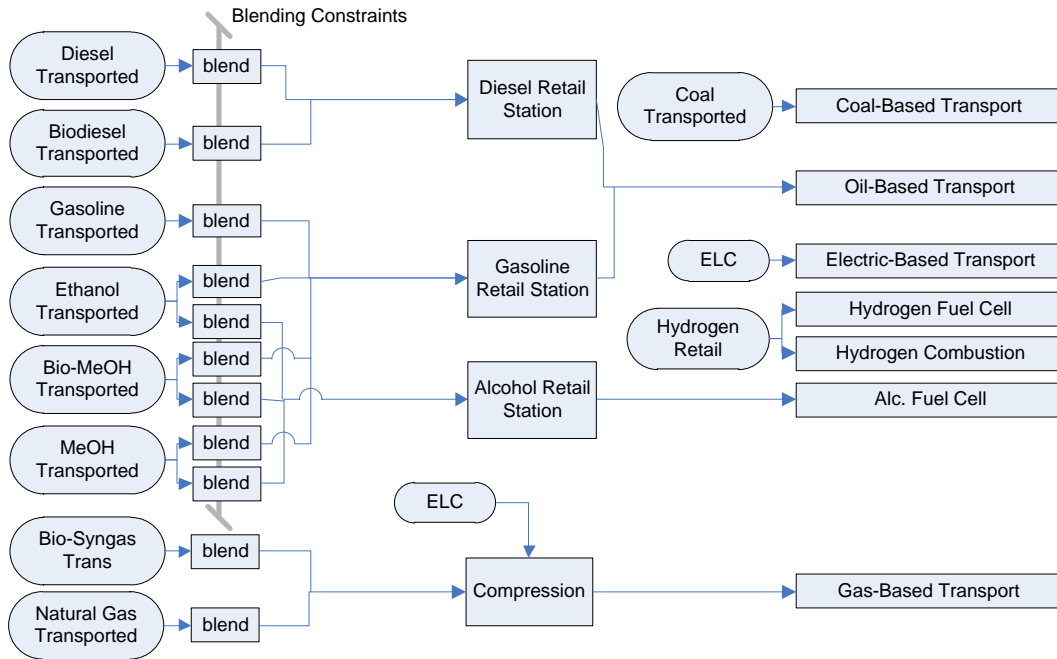 Blending Constraints
Diesel
Transported
blend
Biodiesel
Transported
blend
Gasoline
Transported
blend
Ethanol
Transported
blend
blend
Bio-MeOH
Transported
blend
blend
MeOH
Transported
blend
blend
Bio-Syngas
Trans
blend
Natural Gas
Transported
blend
Diesel Retail
Station
Gasoline
Retail Station
Alcohol Retail
Station
ELC
Compression
Coal
Transported
ELC
Hydrogen
Retail
Coal-Based Transport
Oil-Based Transport
Electric-Based Transport
Hydrogen Fuel Cell
Hydrogen Combustion
Alc. Fuel Cell
Gas-Based Transport